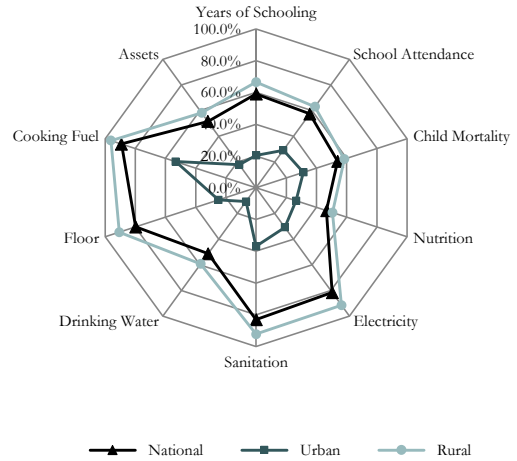 Years of Schooling
100.0%
Assets
School Attendance
80.0%
60.0%
Cooking Fuel
40.0%
Child Mortality
20.0%
0.0%
Floor
Nutrition
Drinking Water
Electricity
Sanitation
National Urban Rural